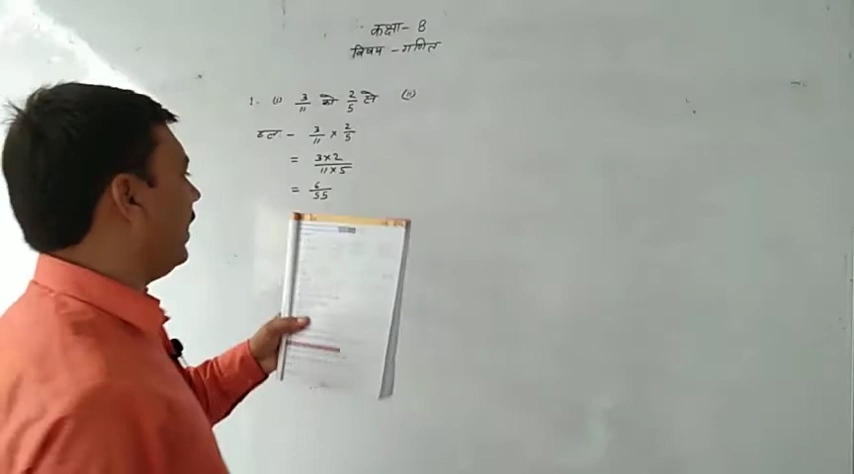 कक्षा - 8
विषय - गणित
1. (i) 3/11 को 2/5 से (ii)
हल - 3/11 × 2/5
= 3×2/11×5
= 6/55